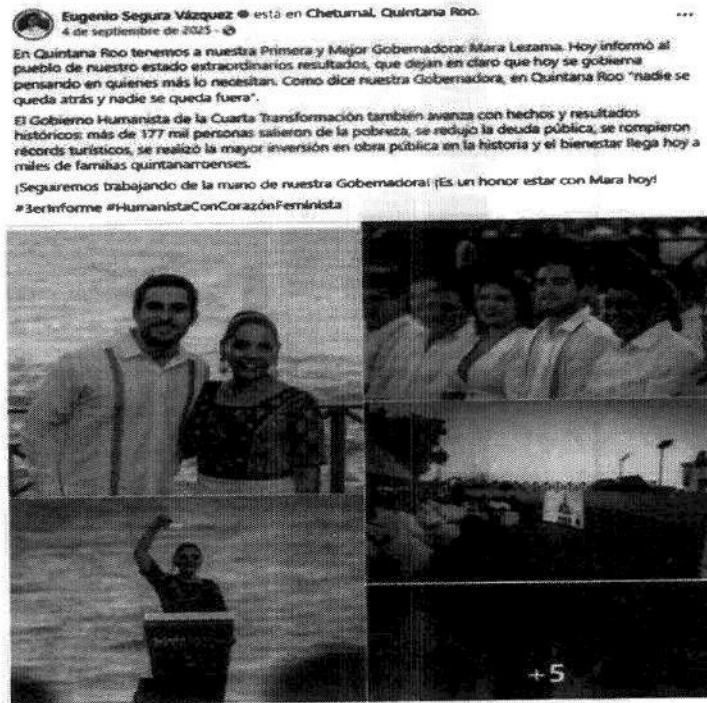 Eugenio Segura Vázquez está en Chetumal, Quintana Roo.
4 de septiembre de 2025 ·
En Quintana Roo tenemos a nuestra Primera y Mejor Gobernadora: Mara Lezama. Hoy informó al
pueblo de nuestro estado extraordinarios resultados, que dejan en claro que hoy se gobierna
pensando en quienes más lo necesitan. Como dice nuestra Gobernadora, en Quintana Roo "nadie se
queda atrás y nadie se queda fuera".
El Gobierno Humanista de la Cuarta Transformación también avanza con hechos y resultados
históricos: más de 177 mil personas salieron de la pobreza, se redujo la deuda pública, se rompieron
récords turísticos, se realizó la mayor inversión en obra pública en la historia y el bienestar llega hoy a
miles de familias quintanarroenses.
¡Seguiremos trabajando de la mano de nuestra Gobernadora! ¡Es un honor estar con Mara hoy!
#3erInforme #HumanistaConCorazónFeminista
+5